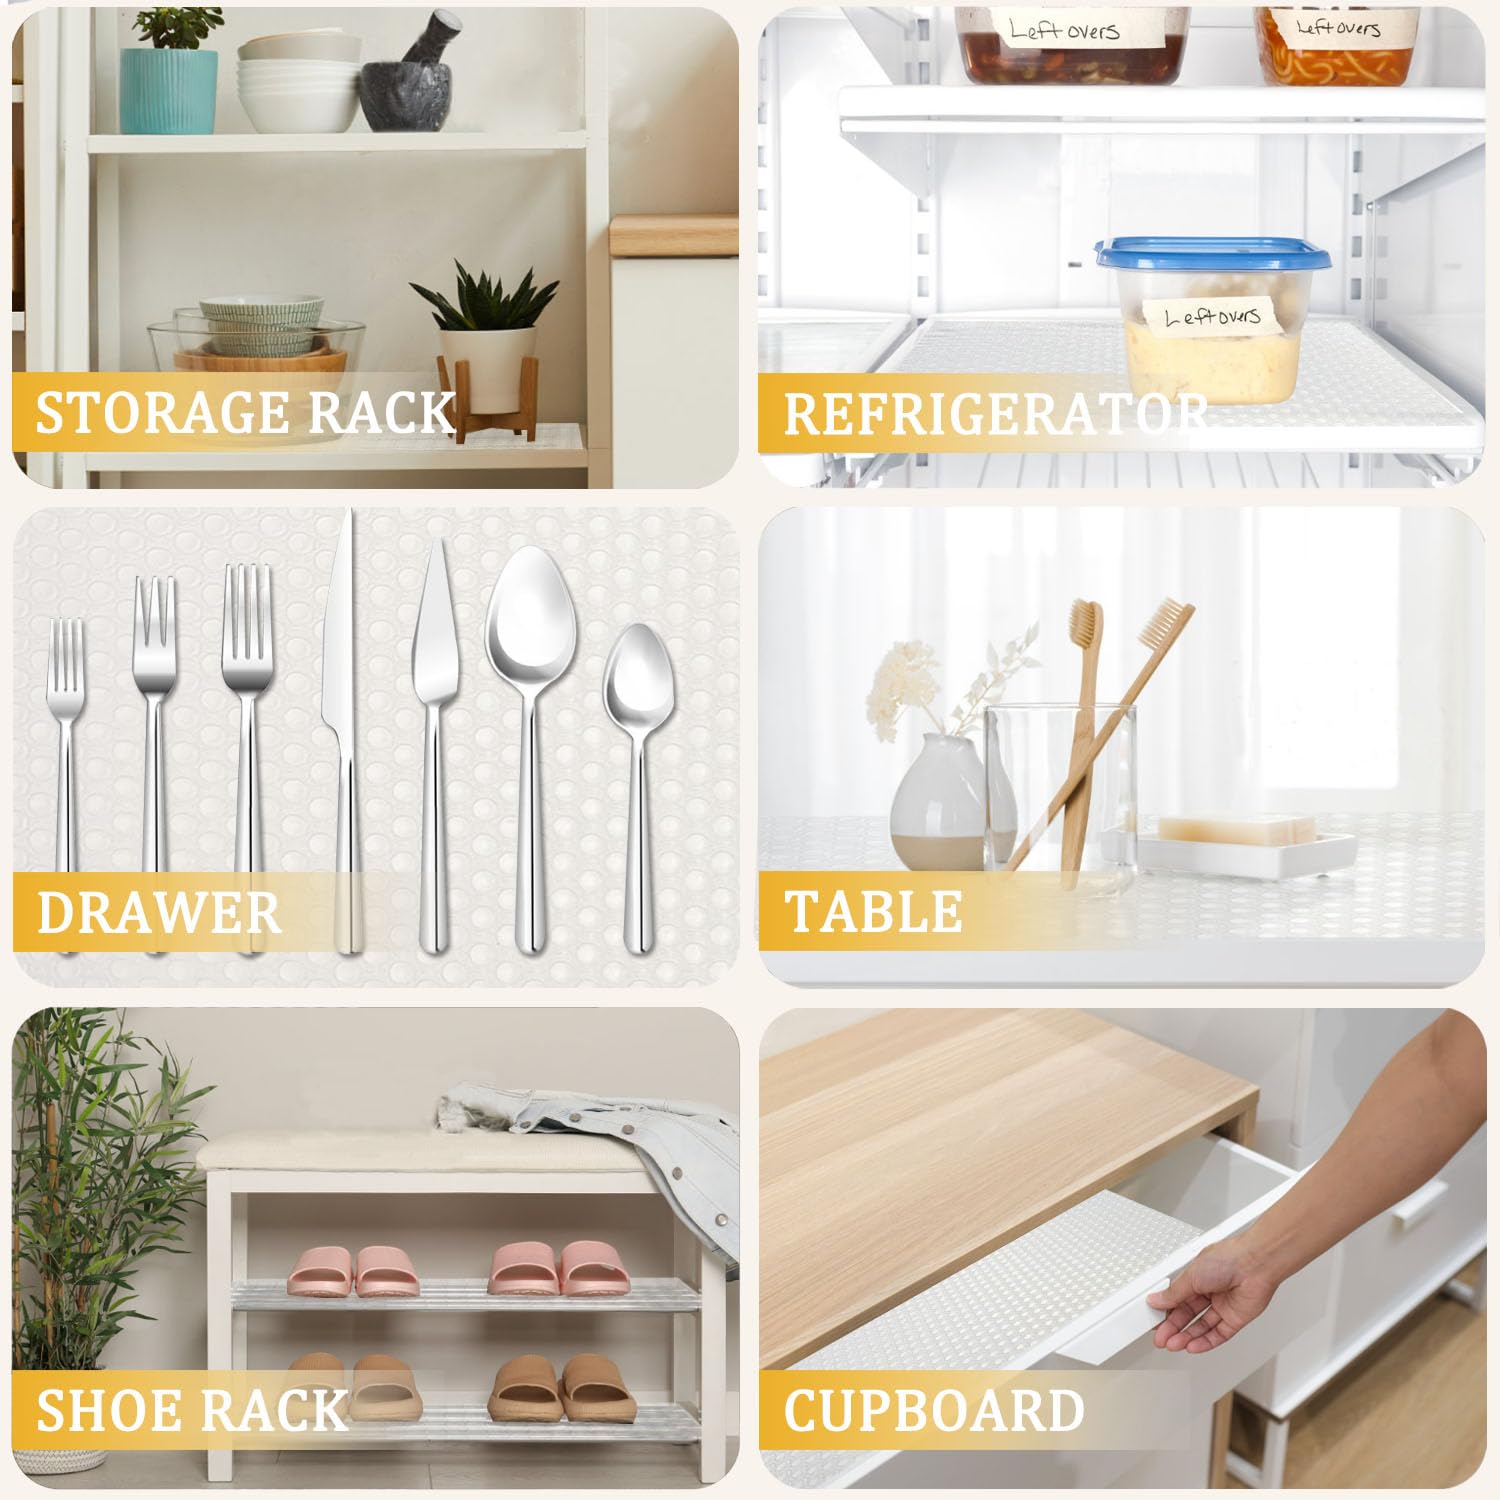 Leftovers
Leftovers
Leftovers
STORAGE RACK
REFRIGERATOR
DRAWER
TABLE
SHOE RACK
CUPBOARD